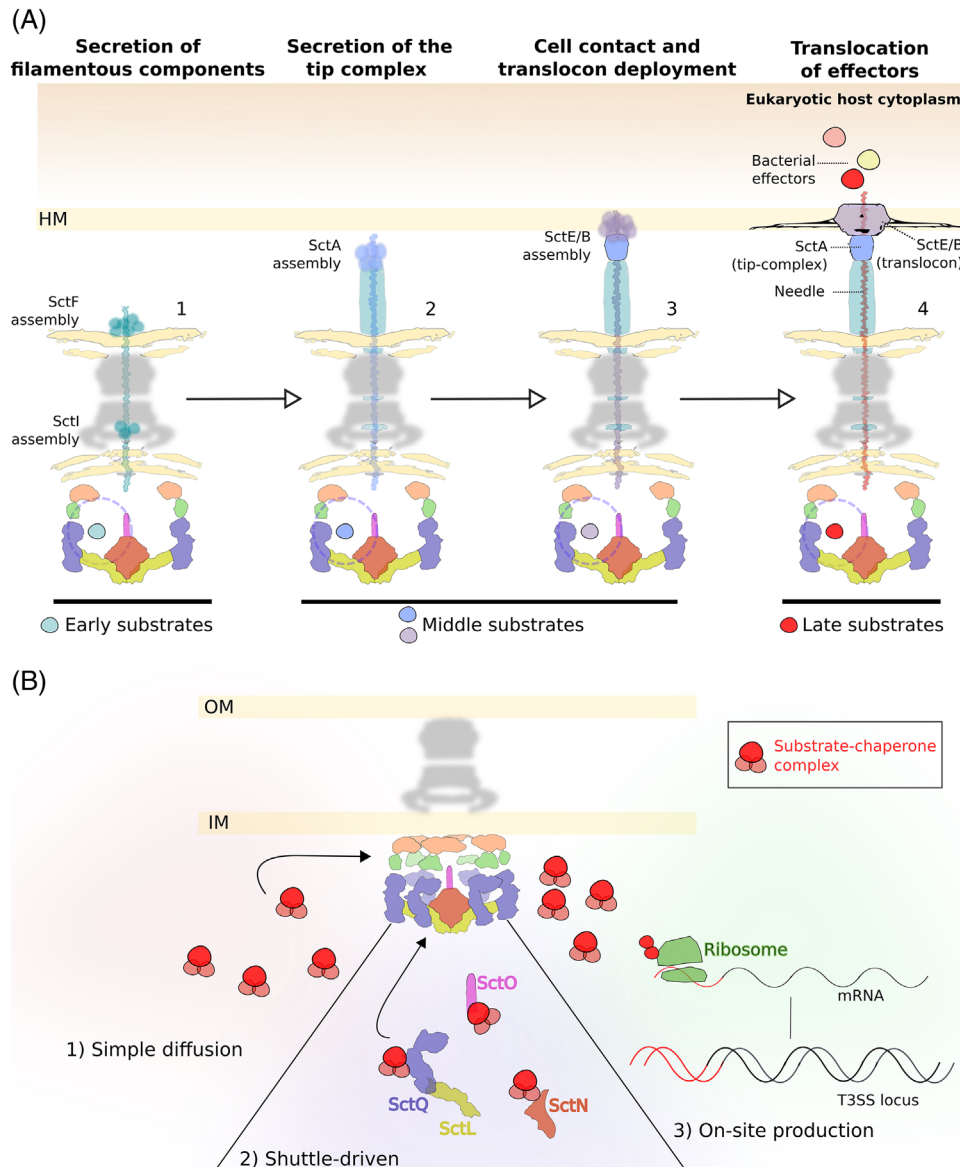 (A)
Secretion of
filamentous components
Secretion of the
tip complex
Cell contact and
translocon deployment
Translocation
of effectors
Eukaryotic host cytoplasm
Bacterial
effectors
HM
SctF
assembly
1
SctI
assembly
SctA
assembly
2
SctE/B
assembly
3
SctA
(tip-complex)
SctE/B
(translocon)
Needle
4
Early substrates
Middle substrates
Late substrates
(B)
OM
IM
Substrate-chaperone
complex
Ribosome
mRNA
SctO
1) Simple diffusion
SctQ
SctL
SctN
T3SS locus
3) On-site production
2) Shuttle-driven